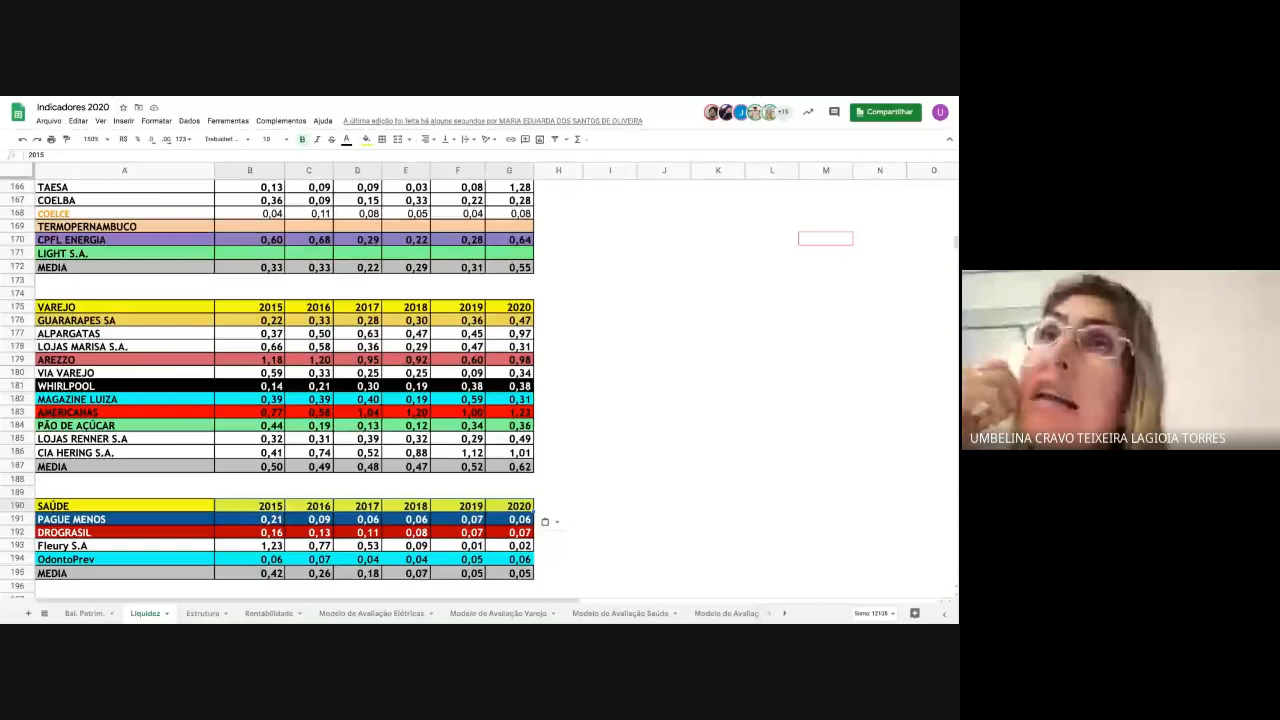 Indicadores 2020
Arquivo Editar Ver Inserir Formatar Dados Ferramentas Complementos Ajuda A última edição foi feita há alguns segundos por MARIA EDUARDA DOS SANTOS DE OLIVEIRA
+15 Compartilhar U
150% R$ % .0 .00 123 Trebuchet ... 10 B I S A
fx 2015
A B C D E F G H I J K L M N O
166 TAESA 0,13 0,09 0,09 0,03 0,08 1,28
167 COELBA 0,36 0,09 0,15 0,33 0,22 0,28
168 COELCE 0,04 0,11 0,08 0,05 0,04 0,08
169 TERMOPERNAMBUCO
170 CPFL ENERGIA 0,60 0,68 0,29 0,22 0,28 0,64
171 LIGHT S.A.
172 MEDIA 0,33 0,33 0,22 0,29 0,31 0,55
173
174
175 VAREJO 2015 2016 2017 2018 2019 2020
176 GUARARAPES SA 0,22 0,33 0,28 0,30 0,36 0,47
177 ALPARGATAS 0,37 0,50 0,63 0,47 0,45 0,97
178 LOJAS MARISA S.A. 0,66 0,58 0,36 0,29 0,47 0,31
179 AREZZO 1,18 1,20 0,95 0,92 0,60 0,98
180 VIA VAREJO 0,59 0,33 0,25 0,25 0,09 0,34
181 WHIRLPOOL 0,14 0,21 0,30 0,19 0,38 0,38
182 MAGAZINE LUIZA 0,39 0,39 0,40 0,19 0,59 0,31
183 AMERICANAS 0,77 0,58 1,04 1,20 1,00 1,23
184 PÃO DE AÇÚCAR 0,44 0,19 0,13 0,12 0,34 0,36
185 LOJAS RENNER S.A 0,32 0,31 0,39 0,32 0,29 0,49
186 CIA HERING S.A. 0,41 0,74 0,52 0,88 1,12 1,01
187 MEDIA 0,50 0,49 0,48 0,47 0,52 0,62
188
189
190 SAÚDE 2015 2016 2017 2018 2019 2020
191 PAGUE MENOS 0,21 0,09 0,06 0,06 0,07 0,06
192 DROGRASIL 0,16 0,13 0,11 0,08 0,07 0,07
193 Fleury S.A 1,23 0,77 0,53 0,09 0,01 0,02
194 OdontoPrev 0,06 0,07 0,04 0,04 0,05 0,06
195 MEDIA 0,42 0,26 0,18 0,07 0,05 0,05
196
Bal. Patrim. Liquidez Estrutura Rentabilidade Modelo de Avaliação Elétricas Modelo de Avaliação Varejo Modelo de Avaliação Saúde Modelo de Avaliaç Soma: 12105
UMBELINA CRAVO TEIXEIRA LAGIOIA TORRES